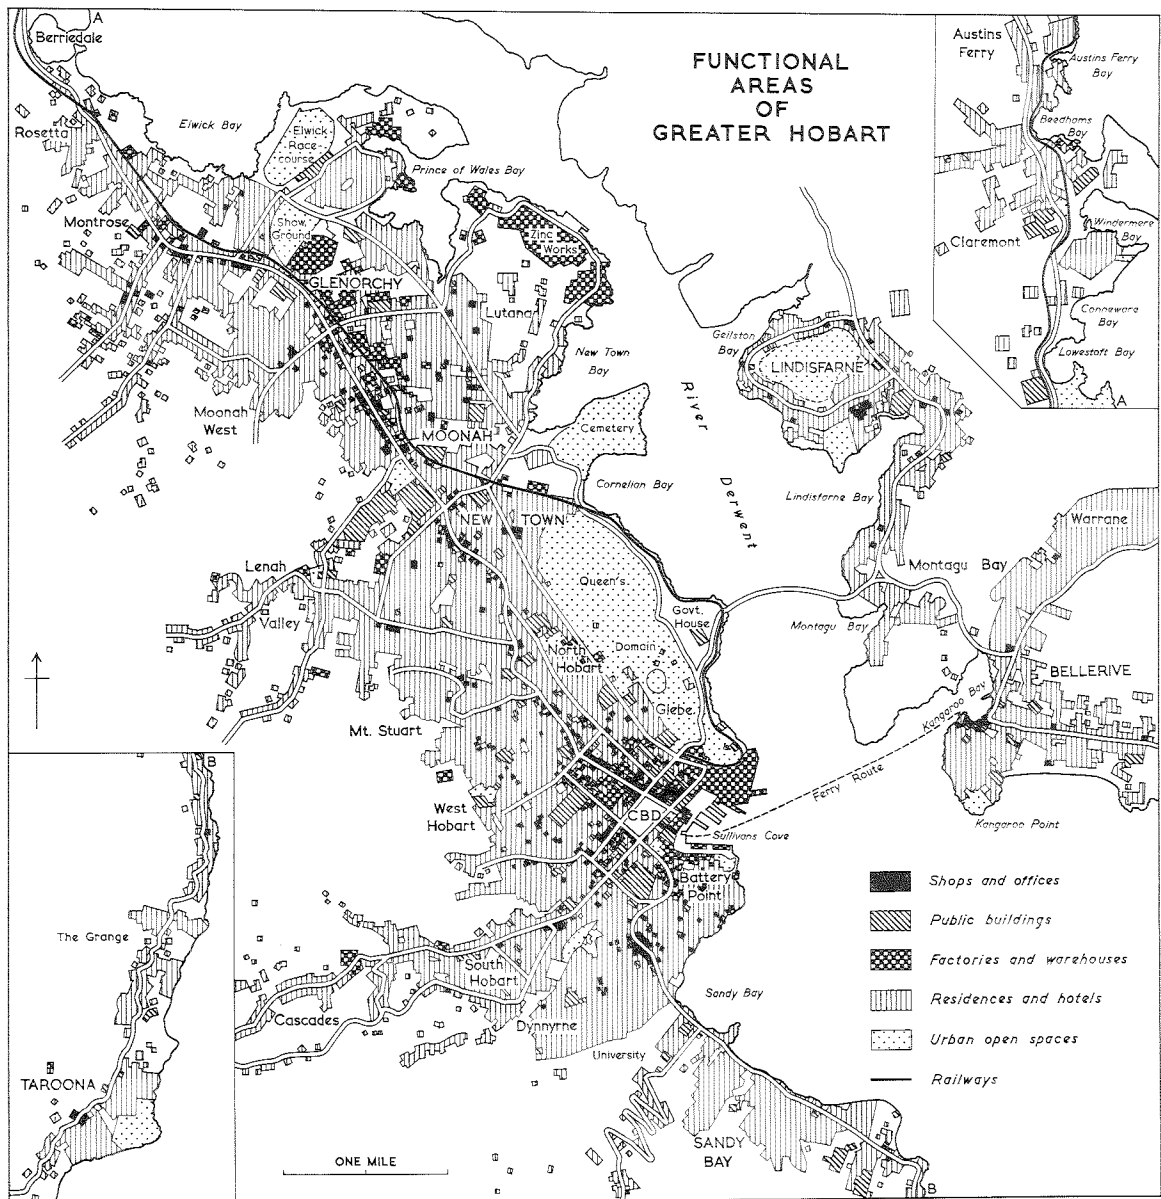 FUNCTIONAL
AREAS
OF
GREATER HOBART
A
Berriedale
Rosetta
Elwick Bay
Elwick
Race-
course
Prince of Wales Bay
Montrose
Show
Ground
Zinc
Works
GLENORCHY
Lutana
New Town
Bay
Moonah
West
MOONAH
Cemetery
Cornelian Bay
NEW TOWN
Lenah
Valley
Queen's
Domain
Govt.
House
North
Hobart
Glebe
Mt. Stuart
West
Hobart
CBD
Sullivans Cove
Battery
Point
South
Hobart
Cascades
Dynnyrne
University
Sandy Bay
SANDY
BAY
B
River
Derwent
Geilston
Bay
LINDISFARNE
Lindisfarne Bay
Montagu Bay
Montagu Bay
Warrane
BELLERIVE
Kangaroo Bay
Ferry Route
Kangaroo Point
Austins
Ferry
Austins Ferry
Bay
Beedhams
Bay
Windermere
Bay
Claremont
Conneware
Bay
Lowestoft Bay
A
B
The Grange
TAROONA
ONE MILE
Shops and offices
Public buildings
Factories and warehouses
Residences and hotels
Urban open spaces
Railways